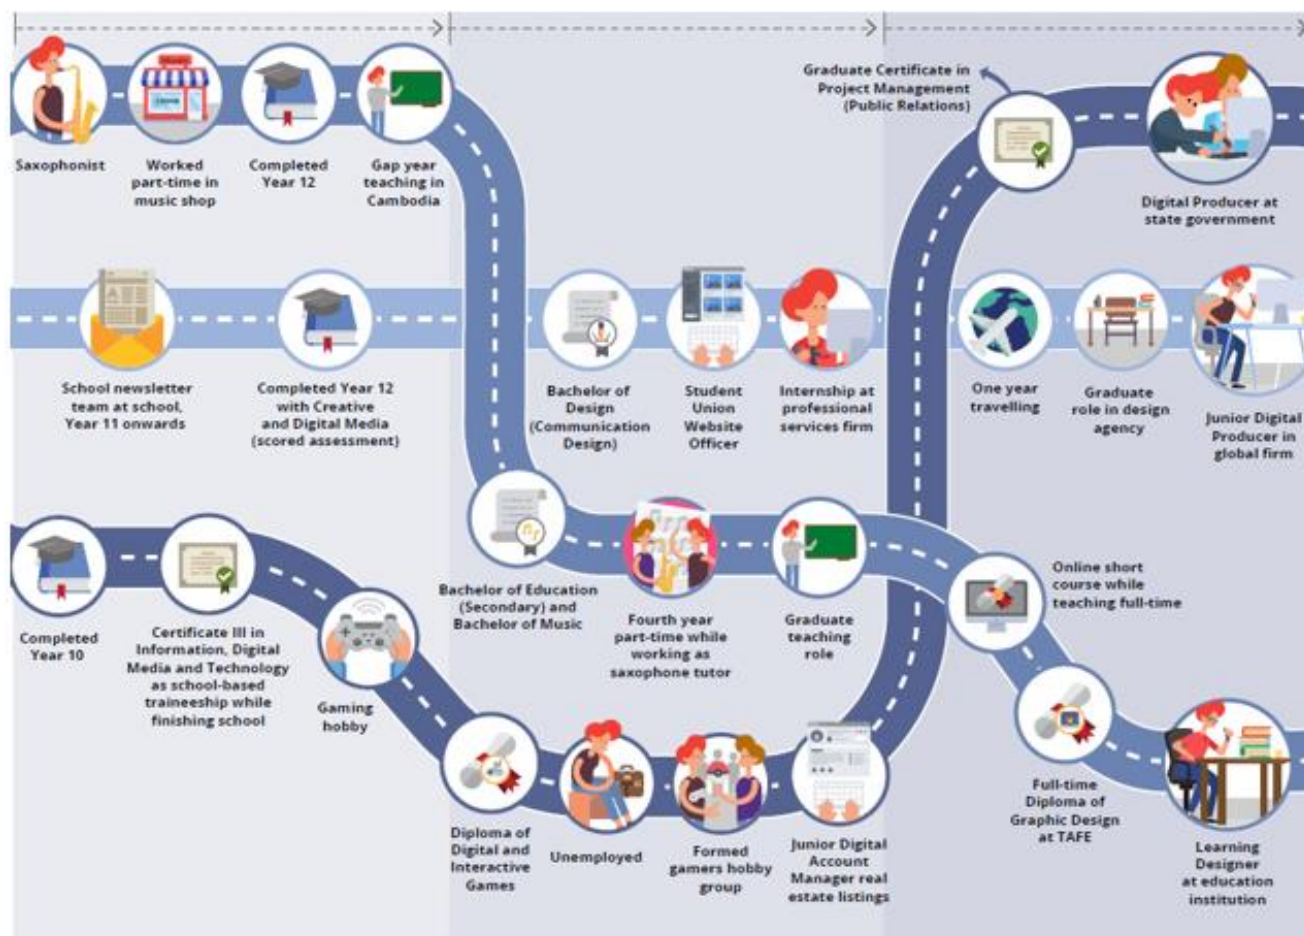 Saxophonist
Worked
part-time in
music shop
Completed
Year 12
Gap year
teaching in
Cambodia
Graduate Certificate in
Project Management
(Public Relations)
Digital Producer at
state government
School newsletter
team at school,
Year 11 onwards
Completed Year 12
with Creative
and Digital Media
(scored assessment)
Bachelor of
Design
(Communication
Design)
Student
Union
Website
Officer
Internship at
professional
services firm
One year
travelling
Graduate
role in design
agency
Junior Digital
Producer in
global firm
Completed
Year 10
Certificate III in
Information, Digital
Media and Technology
as school-based
traineeship while
finishing school
Gaming
hobby
Bachelor of Education
(Secondary) and
Bachelor of Music
Fourth year
part-time while
working as
saxophone tutor
Graduate
teaching
role
Online short
course while
teaching full-time
Diploma of
Digital and
Interactive
Games
Unemployed
Formed
gamers hobby
group
Junior Digital
Account
Manager real
estate listings
Full-time
Diploma of
Graphic Design
at TAFE
Learning
Designer
at education
institution